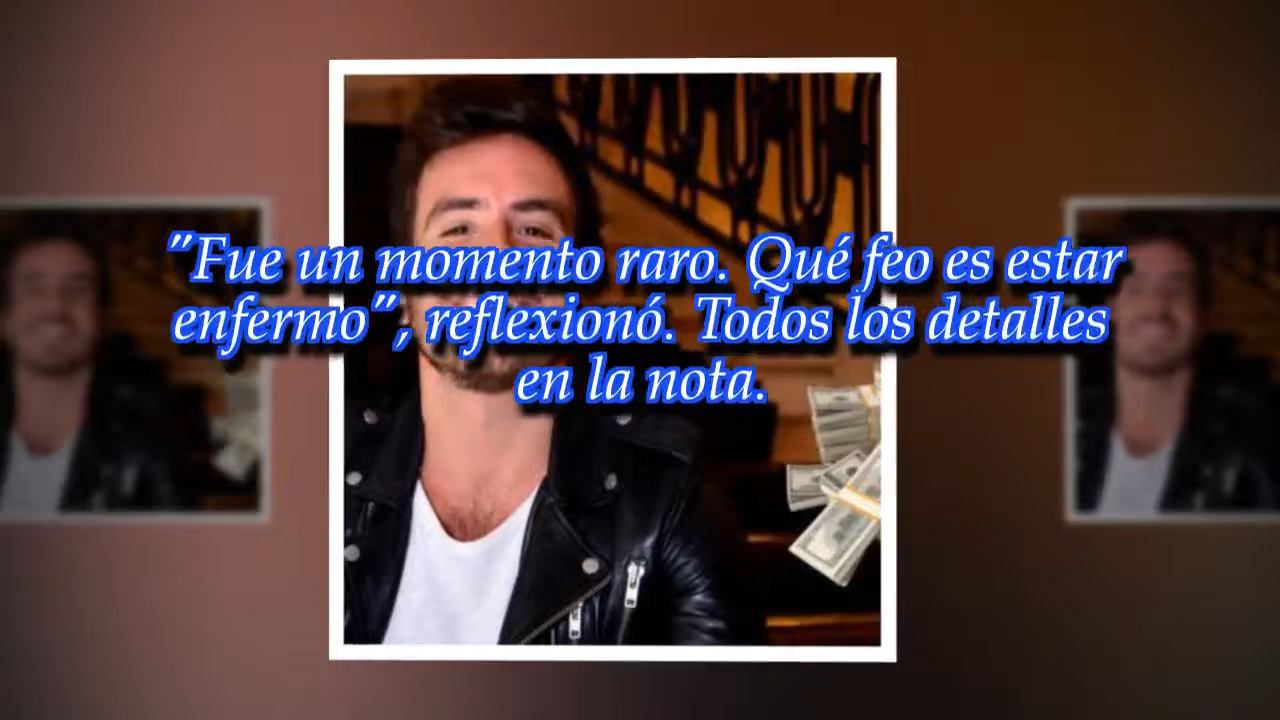 "Fue un momento raro. Qué feo es estar
enfermo", reflexionó. Todos los detalles
en la nota.